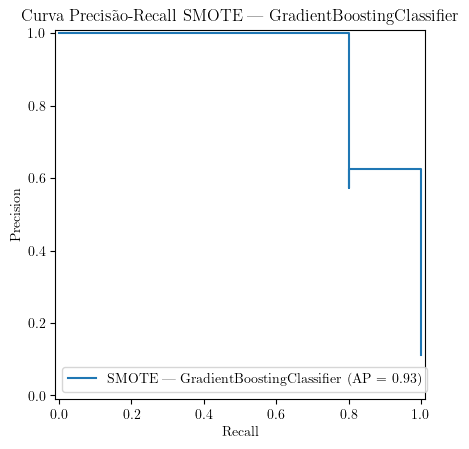 Curva Precisão-Recall SMOTE — GradientBoostingClassifier
1.0
0.8
0.6
0.4
0.2
0.0
Precision
SMOTE — GradientBoostingClassifier (AP = 0.93)
0.0 0.2 0.4 0.6 0.8 1.0
Recall